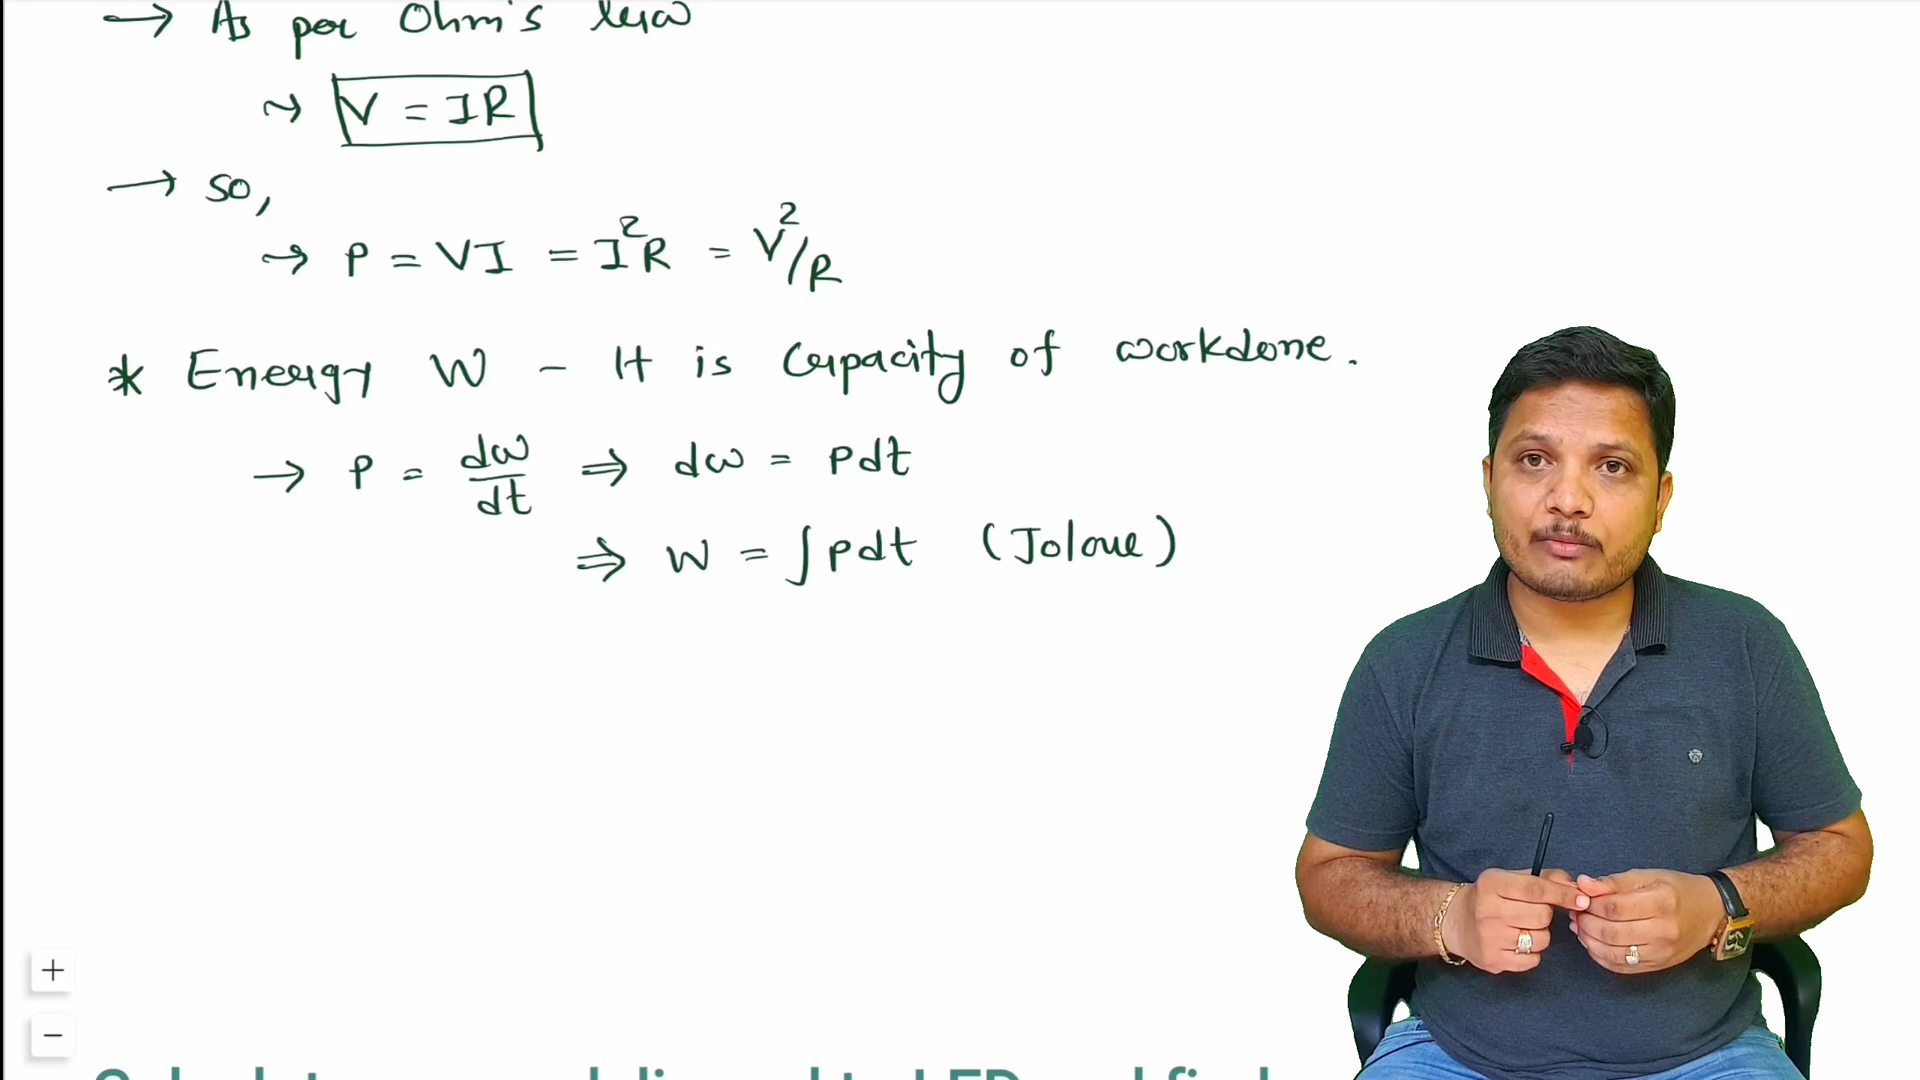 → As per Ohm's law
↝ V = IR
→ so,
→ P = VI = I²R = V²/R
* Energy W - It is Capacity of workdone.
→ P = dw/dt ⇒ dw = Pdt
⇒ W = ∫pdt (Joloue)
+
−